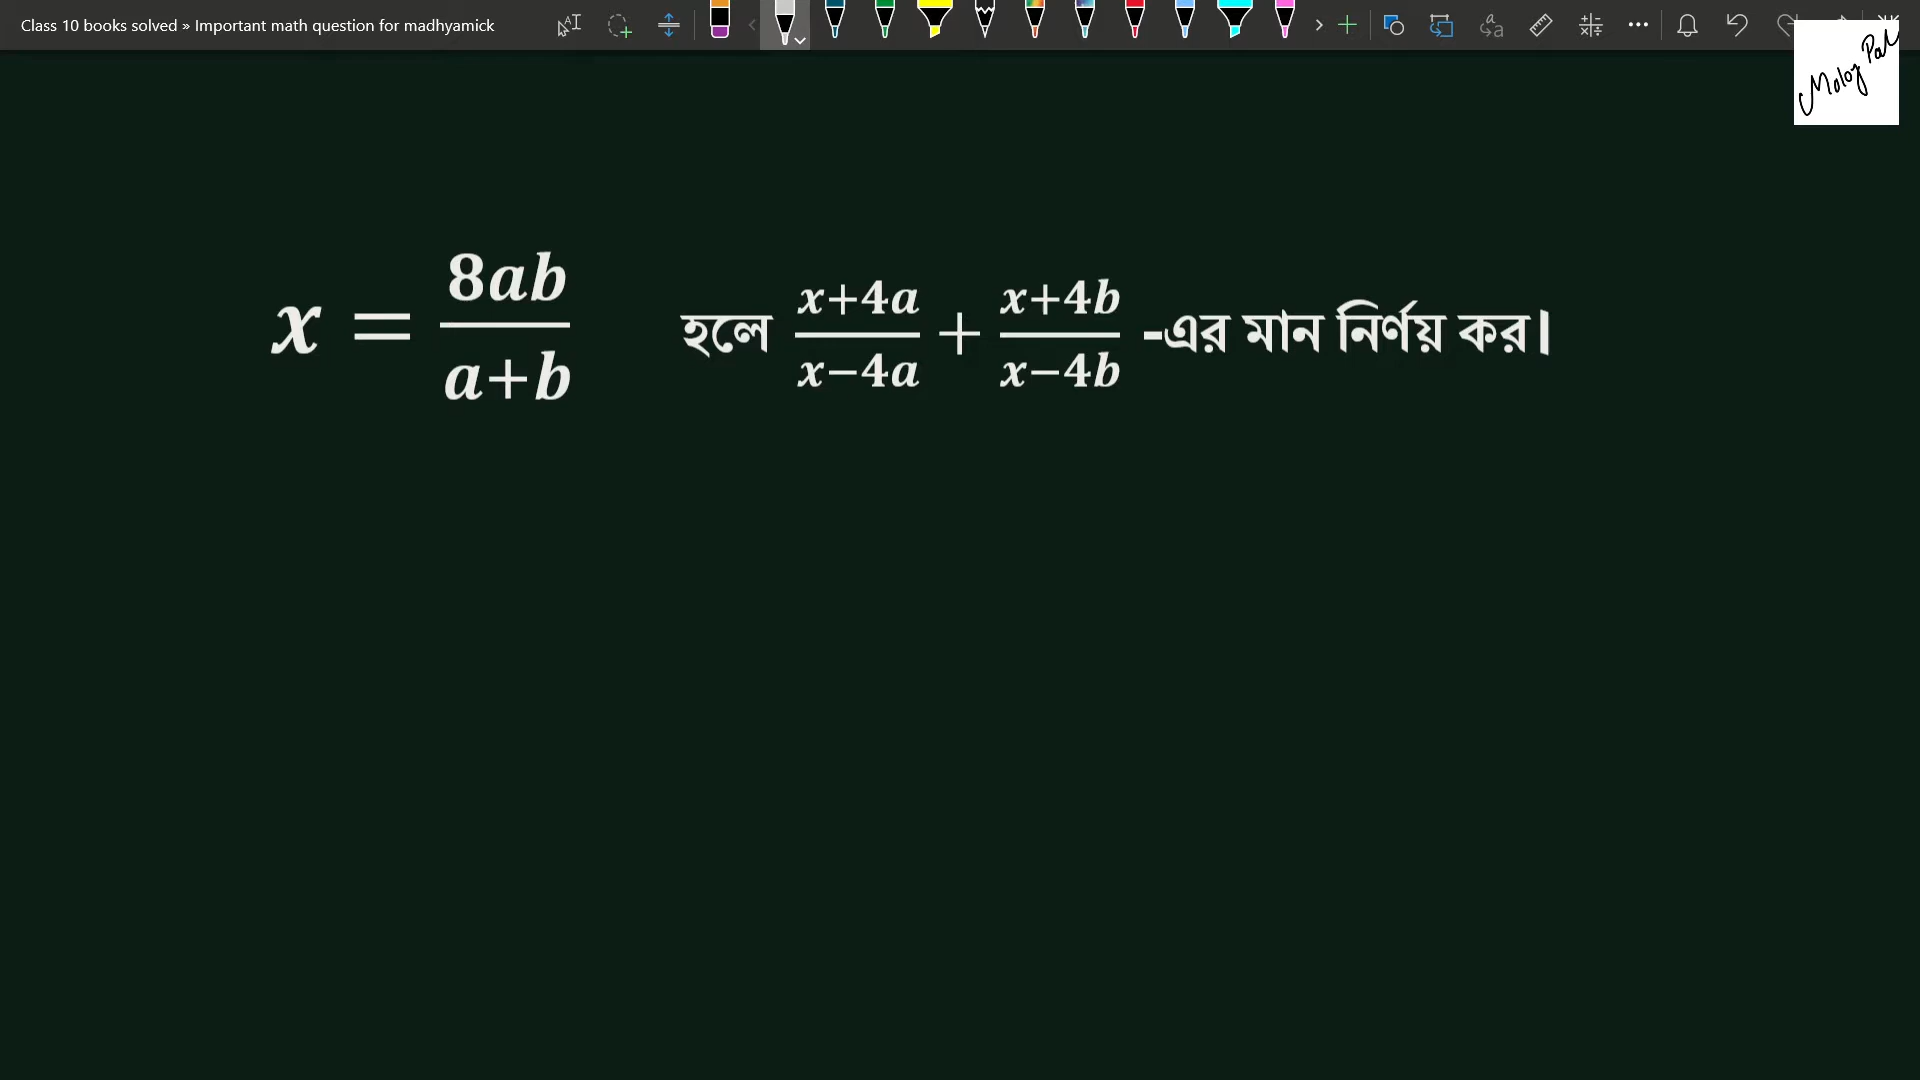 Class 10 books solved » Important math question for madhyamick
Moloy Pal
x = 8ab/a+b হলে x+4a/x−4a + x+4b/x−4b -এর মান নির্ণয় কর।